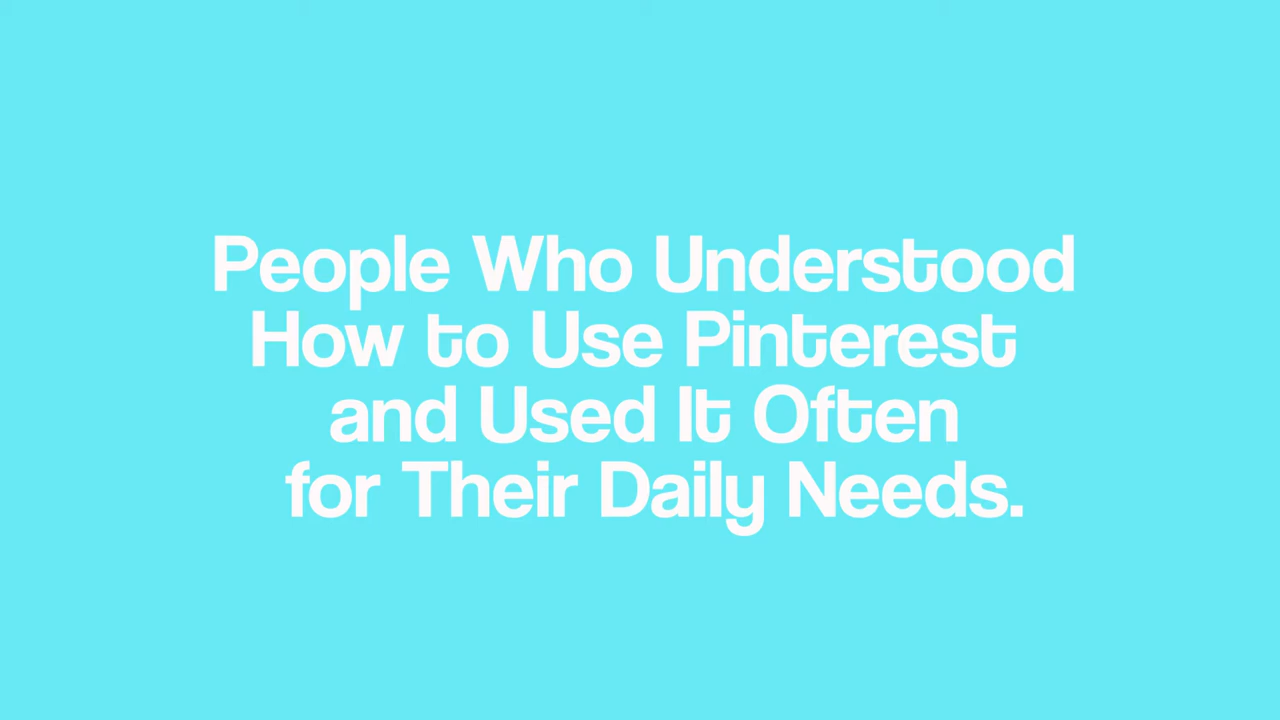 People Who Understood
How to Use Pinterest
and Used It Often
for Their Daily Needs.